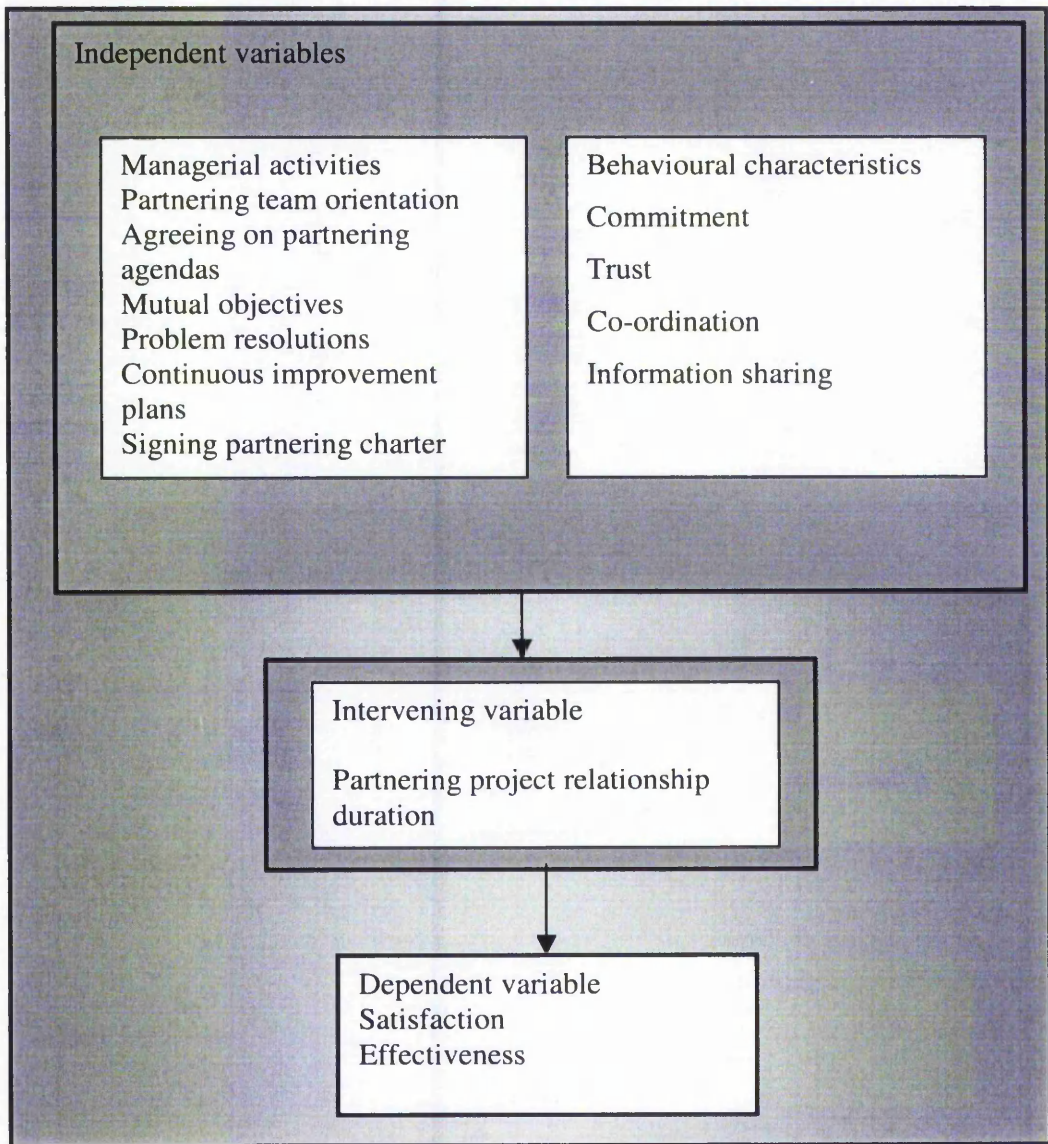 Independent variables
Managerial activities
Partnering team orientation
Agreeing on partnering
agendas
Mutual objectives
Problem resolutions
Continuous improvement
plans
Signing partnering charter
Behavioural characteristics
Commitment
Trust
Co-ordination
Information sharing
Intervening variable
Partnering project relationship
duration
Dependent variable
Satisfaction
Effectiveness